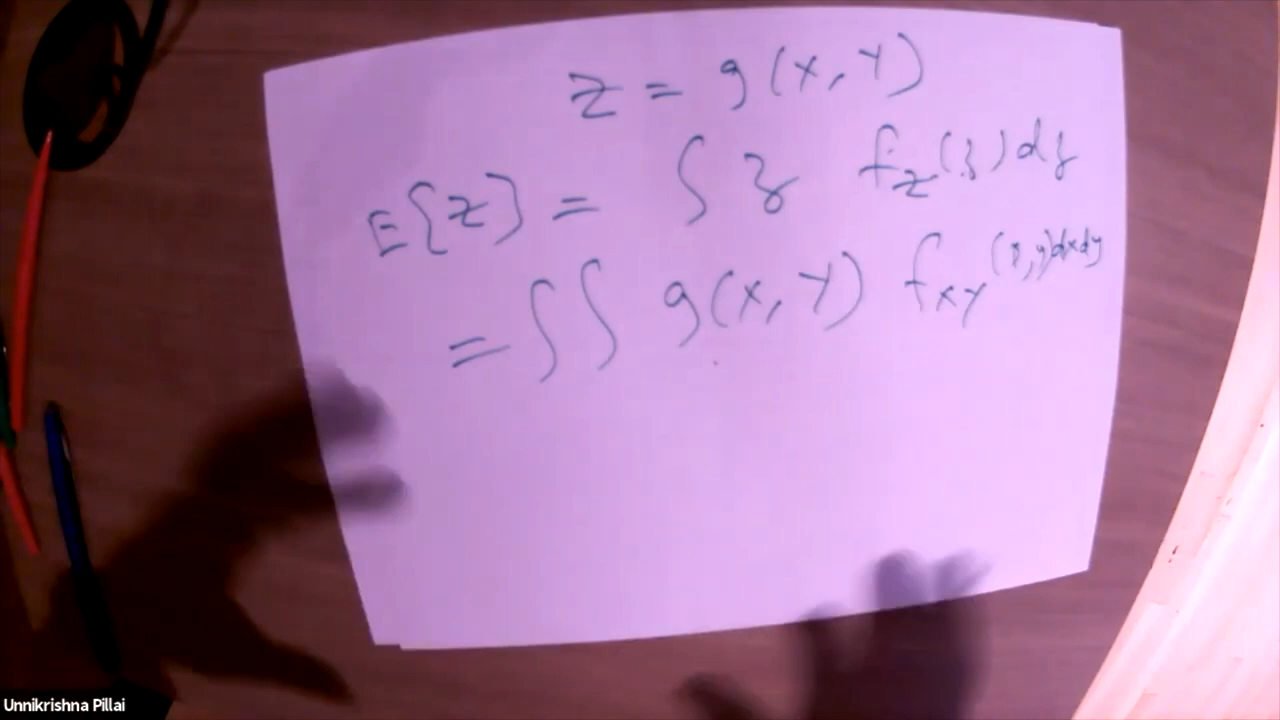 z = g(x, y)
E{z} = ∫ z f_z(z) dz
= ∫∫ g(x, y) f_xy (x, y) dx dy
Unnikrishna Pillai